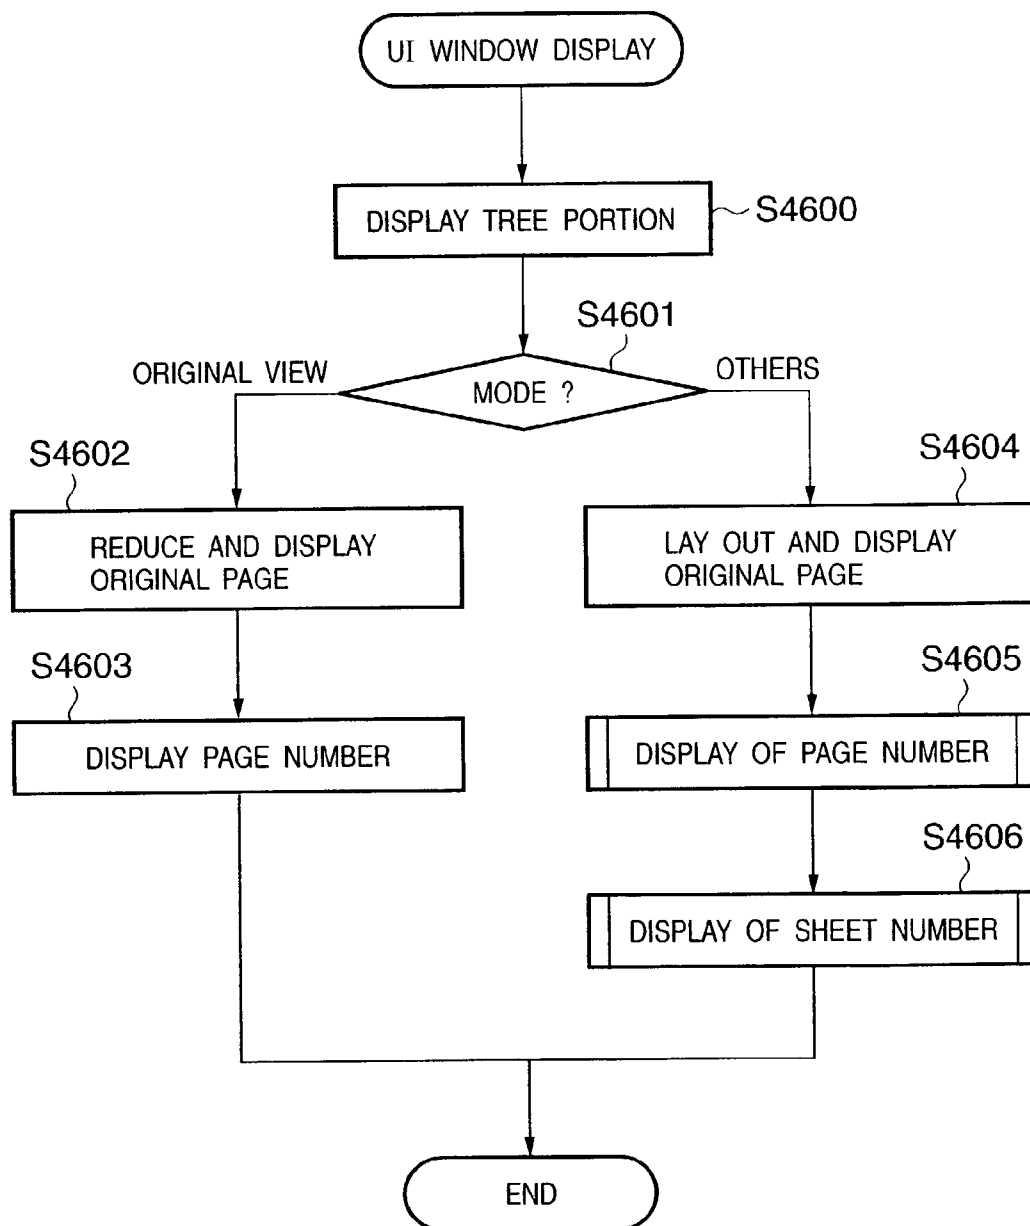 UI WINDOW DISPLAY
DISPLAY TREE PORTION
S4600
S4601
ORIGINAL VIEW
MODE ?
OTHERS
S4602
REDUCE AND DISPLAY
ORIGINAL PAGE
S4604
LAY OUT AND DISPLAY
ORIGINAL PAGE
S4603
DISPLAY PAGE NUMBER
S4605
DISPLAY OF PAGE NUMBER
S4606
DISPLAY OF SHEET NUMBER
END